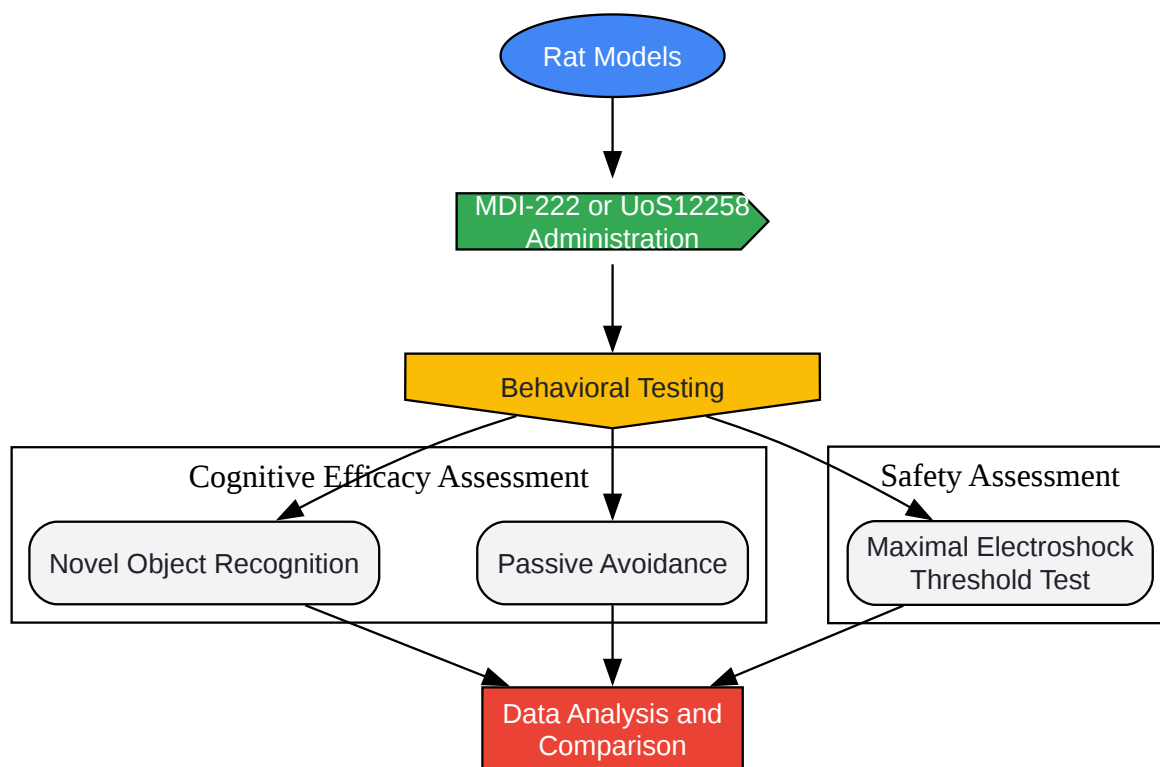 Rat Models
MDI-222 or UoS12258
Administration
Behavioral Testing
Cognitive Efficacy Assessment
Safety Assessment
Novel Object Recognition
Passive Avoidance
Maximal Electroshock
Threshold Test
Data Analysis and
Comparison